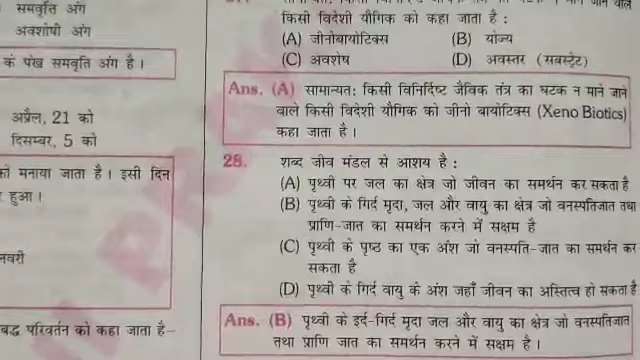 समवृत्ति अंग
अवशोषी अंग
के पंख समवृति अंग है।
अप्रैल, 21 को
दिसम्बर, 5 को
को मनाया जाता है। इसी दिन
हुआ।
नवरी
बद्ध परिवर्तन को कहा जाता है–
किसी विदेशी यौगिक को कहा जाता है :
(A) जीनोबायोटिक्स (B) योज्य
(C) अवशेष (D) अवस्तर (सबस्ट्रेट)
Ans. (A) सामान्यत: किसी विनिर्दिष्ट जैविक तंत्र का घटक न माने जाने
वाले किसी विदेशी यौगिक को जीनो बायोटिक्स (Xeno Biotics)
कहा जाता है।
28. शब्द जीव मंडल से आशय है :
(A) पृथ्वी पर जल का क्षेत्र जो जीवन का समर्थन कर सकता है
(B) पृथ्वी के गिर्द मृदा, जल और वायु का क्षेत्र जो वनस्पतिजात तथा
प्राणि-जात का समर्थन करने में सक्षम है
(C) पृथ्वी के पृष्ठ का एक अंश जो वनस्पति-जात का समर्थन कर
सकता है
(D) पृथ्वी के गिर्द वायु के अंश जहाँ जीवन का अस्तित्व हो सकता है
Ans. (B) पृथ्वी के इर्द-गिर्द मृदा जल और वायु का क्षेत्र जो वनस्पतिजात
तथा प्राणि जात का समर्थन करने में सक्षम है।